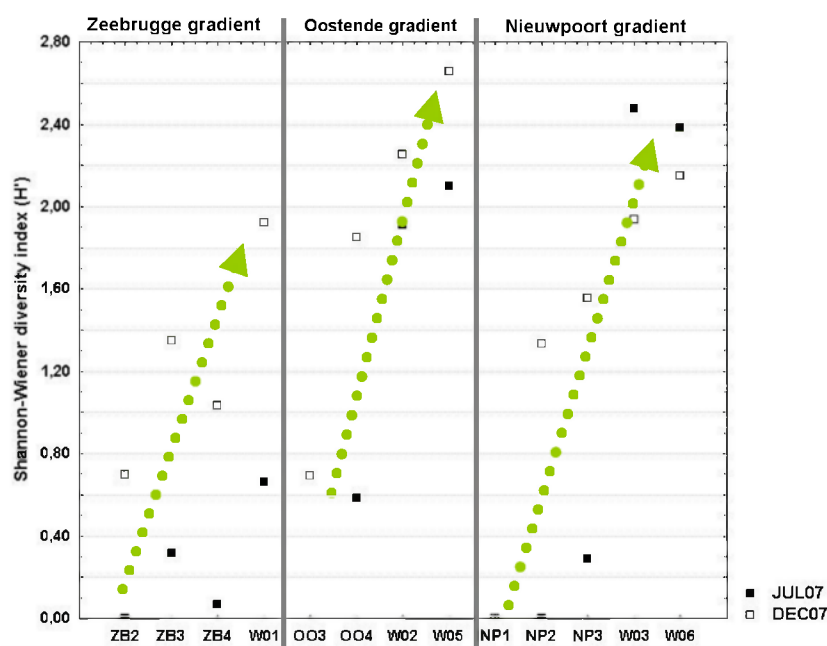 Zeebrugge gradient Oostende gradient Nieuwpoort gradient
Shannon-Wiener diversity index (H')
2,80
2,40
2,00
1,60
1,20
0,80
0,40
0,00
ZB2 ZB3 ZB4 W01 OO3 OO4 W02 W05 NP1 NP2 NP3 W03 W06
JUL07
DEC07